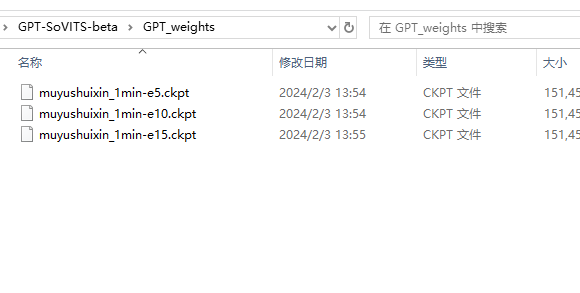 GPT-SoVITS-beta > GPT_weights
在 GPT_weights 中搜索
名称 修改日期 类型 大小
muyushuixin_1min-e5.ckpt 2024/2/3 13:54 CKPT 文件 151,45
muyushuixin_1min-e10.ckpt 2024/2/3 13:54 CKPT 文件 151,45
muyushuixin_1min-e15.ckpt 2024/2/3 13:55 CKPT 文件 151,45